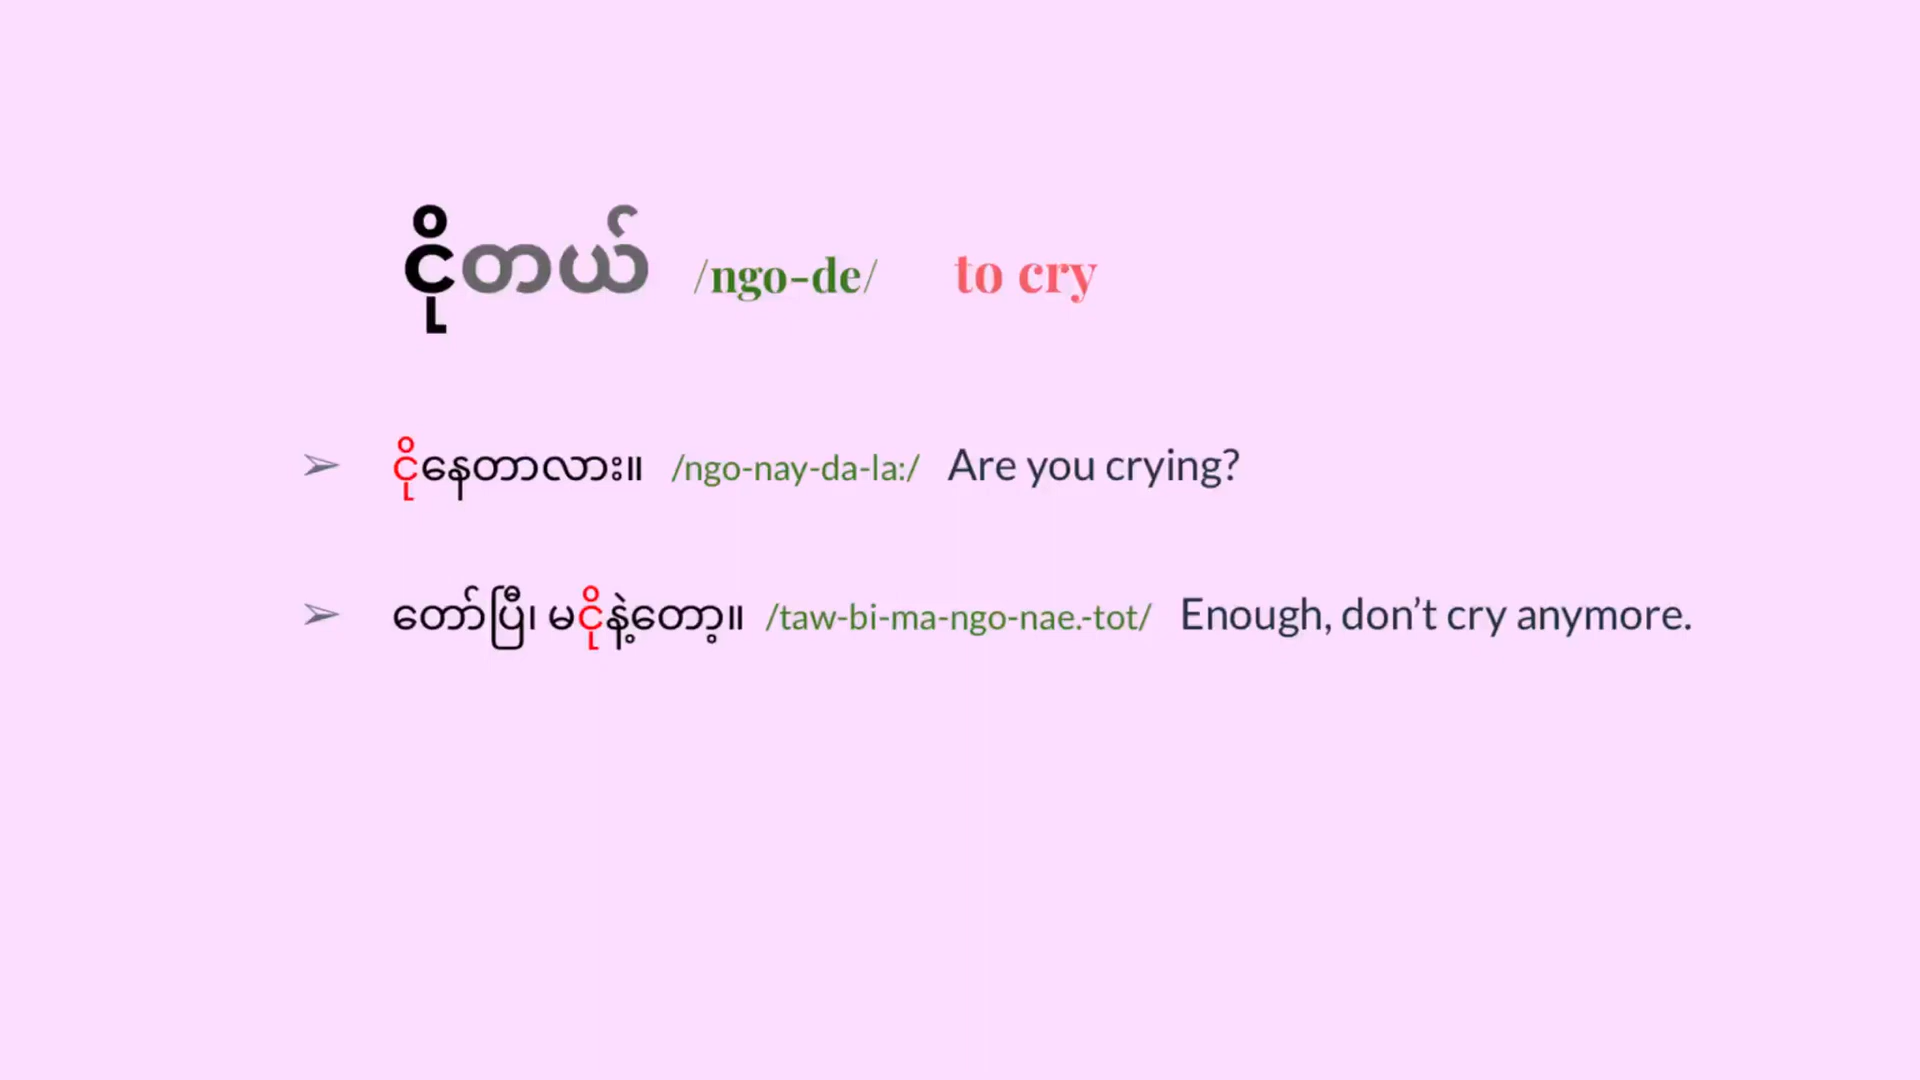 ငိုတယ် /ngo-de/ to cry
➢ ငိုနေတာလား။ /ngo-nay-da-la:/ Are you crying?
➢ တော်ပြီ၊ မငိုနဲ့တော့။ /taw-bi-ma-ngo-nae.-tot/ Enough, don’t cry anymore.